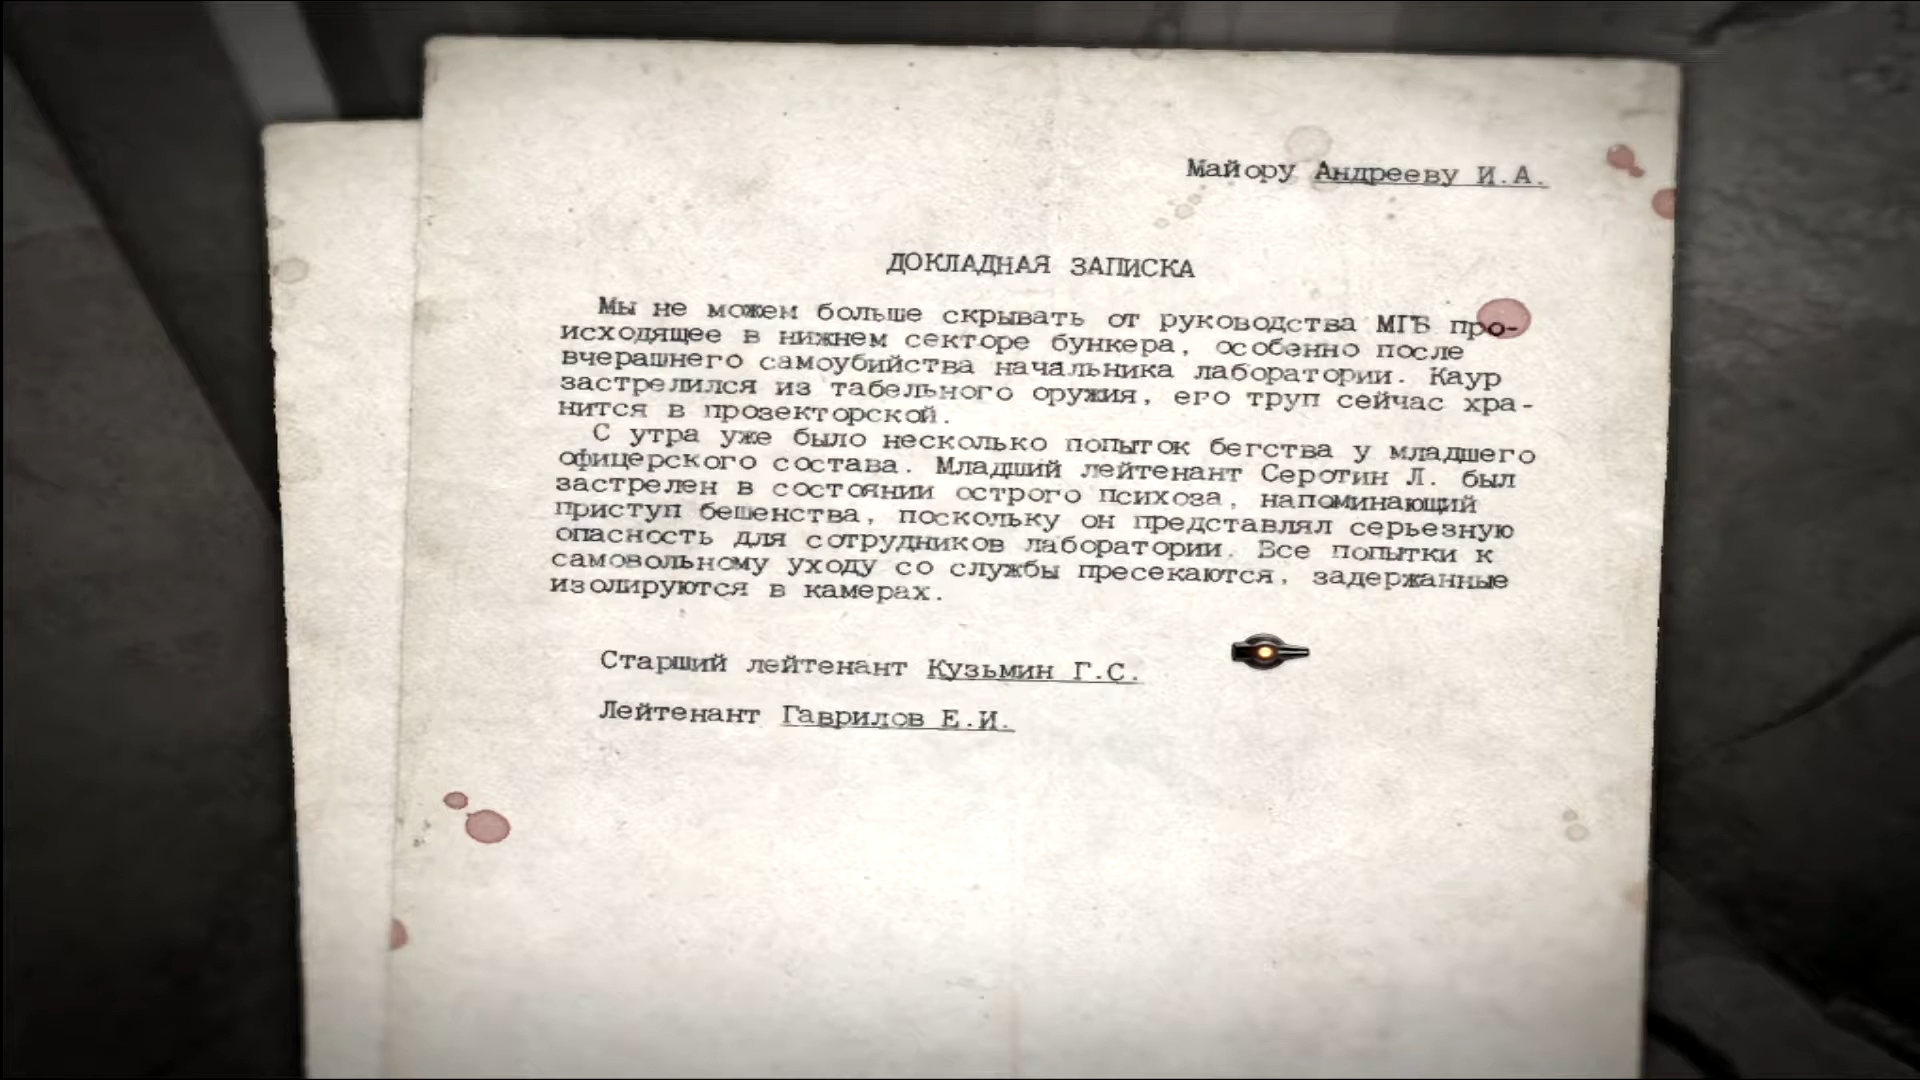 Майору Андрееву И.А.
ДОКЛАДНАЯ ЗАПИСКА
Мы не можем больше скрывать от руководства МГБ про-
исходящее в нижнем секторе бункера, особенно после
вчерашнего самоубийства начальника лаборатории. Каур
застрелился из табельного оружия, его труп сейчас хра-
нится в прозекторской.
С утра уже было несколько попыток бегства у младшего
офицерского состава. Младший лейтенант Серотин Л. был
застрелен в состоянии острого психоза, напоминающий
приступ бешенства, поскольку он представлял серьезную
опасность для сотрудников лаборатории. Все попытки к
самовольному уходу со службы пресекаются, задержанные
изолируются в камерах.
Старший лейтенант Кузьмин Г.С.
Лейтенант Гаврилов Е.И.